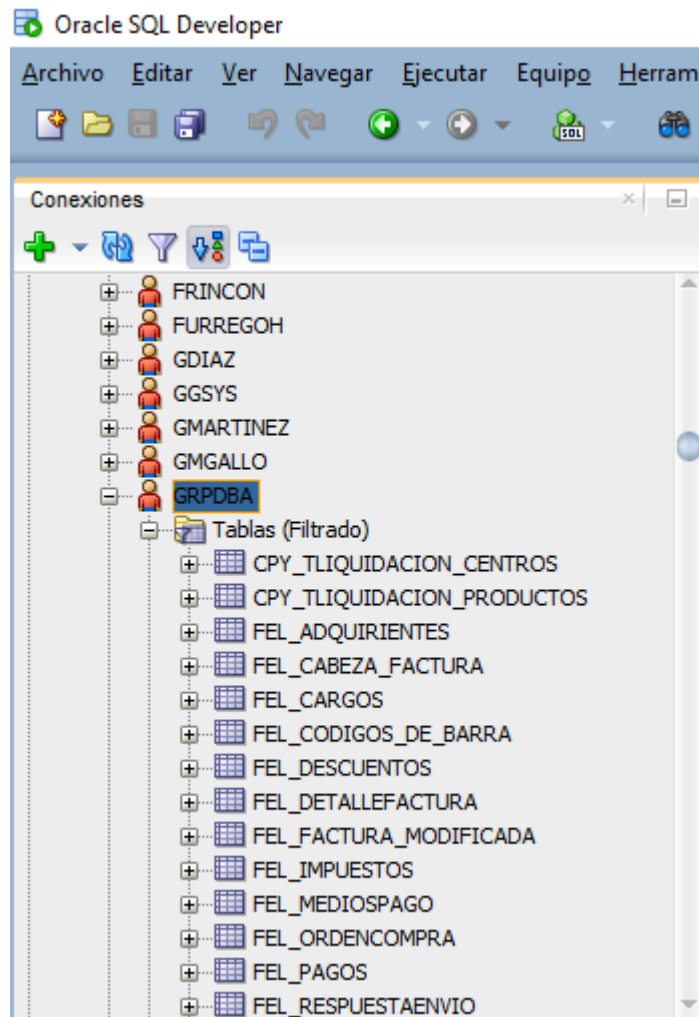 Oracle SQL Developer
Archivo Editar Ver Navegar Ejecutar Equipo Herram
SQL
Conexiones
FRINCON
FURREGOH
GDIAZ
GGSYS
GMARTINEZ
GMGALLO
GRPDBA
Tablas (Filtrado)
CPY_TLIQUIDACION_CENTROS
CPY_TLIQUIDACION_PRODUCTOS
FEL_ADQUIRIENTES
FEL_CABEZA_FACTURA
FEL_CARGOS
FEL_CODIGOS_DE_BARRA
FEL_DESCUENTOS
FEL_DETALLEFACTURA
FEL_FACTURA_MODIFICADA
FEL_IMPUESTOS
FEL_MEDIOSPAGO
FEL_ORDENCOMPRA
FEL_PAGOS
FEL_RESPUESTAENVIO